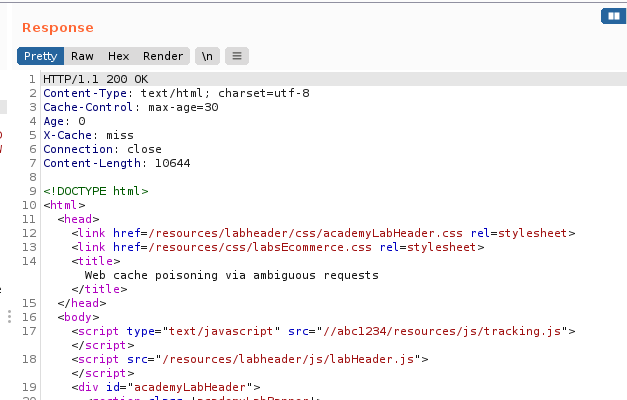 Response
Pretty Raw Hex Render \n
1 HTTP/1.1 200 OK
2 Content-Type: text/html; charset=utf-8
3 Cache-Control: max-age=30
4 Age: 0
5 X-Cache: miss
6 Connection: close
7 Content-Length: 10644
8
9 <!DOCTYPE html>
10 <html>
11 <head>
12 <link href=/resources/labheader/css/academyLabHeader.css rel=stylesheet>
13 <link href=/resources/css/labsEcommerce.css rel=stylesheet>
14 <title>
Web cache poisoning via ambiguous requests
</title>
15 </head>
16 <body>
17 <script type="text/javascript" src="//abc1234/resources/js/tracking.js">
</script>
18 <script src="/resources/labheader/js/labHeader.js">
</script>
19 <div id="academyLabHeader">